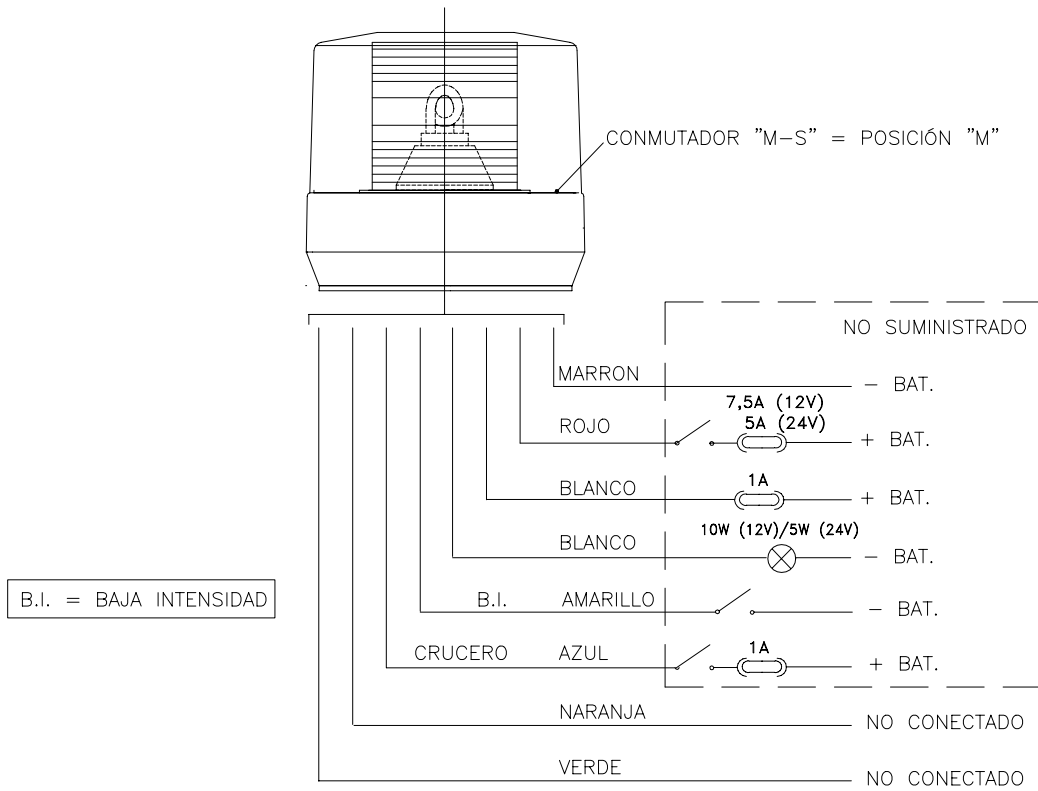 CONMUTADOR "M-S" = POSICIÓN "M"
NO SUMINISTRADO
MARRON - BAT.
7,5A (12V)
5A (24V)
ROJO + BAT.
1A
BLANCO + BAT.
10W (12V)/5W (24V)
BLANCO - BAT.
B.I. = BAJA INTENSIDAD
B.I. AMARILLO - BAT.
1A
CRUCERO AZUL + BAT.
NARANJA NO CONECTADO
VERDE NO CONECTADO